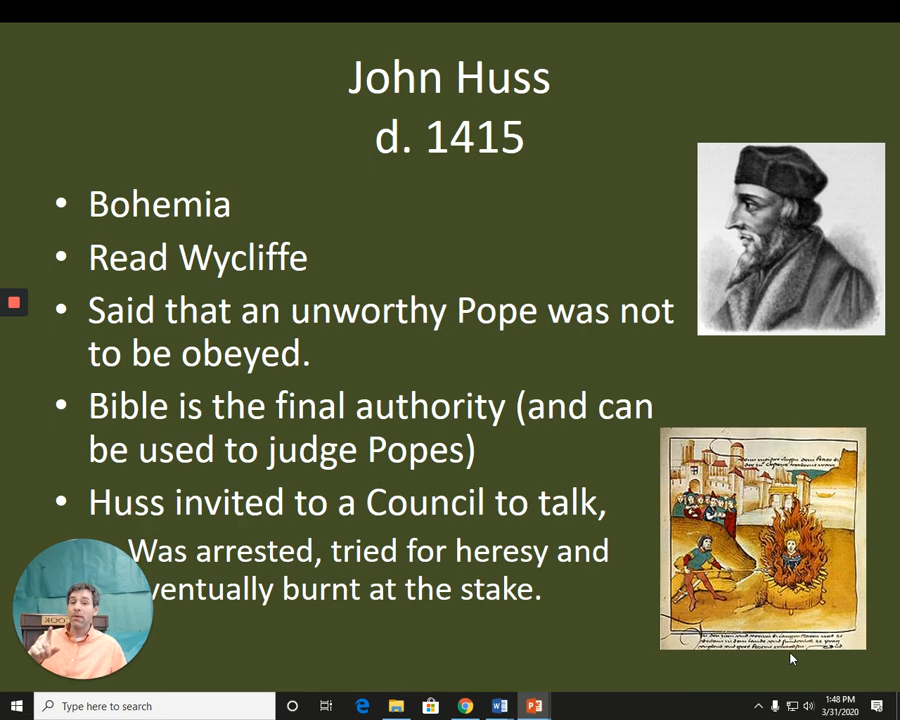 John Huss
d. 1415
• Bohemia
• Read Wycliffe
• Said that an unworthy Pope was not
to be obeyed.
• Bible is the final authority (and can
be used to judge Popes)
• Huss invited to a Council to talk,
Was arrested, tried for heresy and
ventually burnt at the stake.
OOK
Type here to search
1:48 PM
3/31/2020